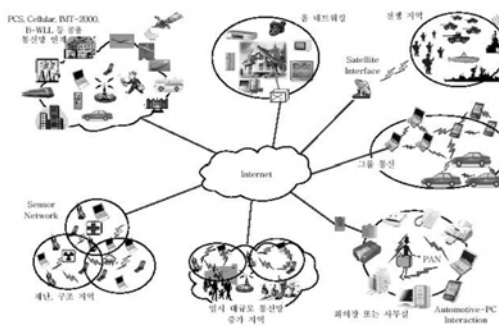 PCS, Cellular, IMT-2000,
B-WLL 등 공용
통신망 연계
홈 네트워킹
전쟁 지역
Satellite
Interface
그룹 통신
Internet
Sensor
Network
재난, 구조 지역
임시 대규모 통신망
증가 지역
PAN
회의장 또는 사무실
Automotive-PC
Interaction